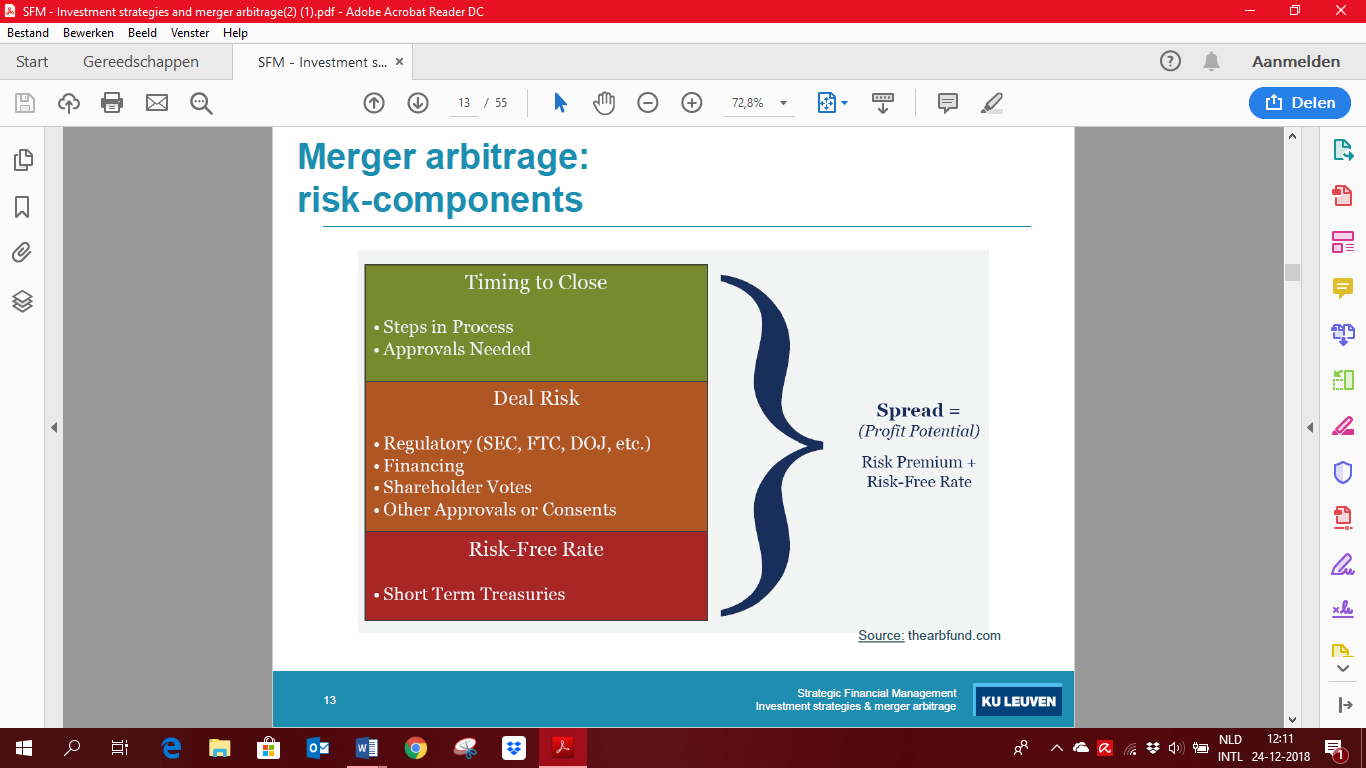 SFM - Investment strategies and merger arbitrage(2) (1).pdf - Adobe Acrobat Reader DC
Bestand Bewerken Beeld Venster Help
Start Gereedschappen SFM - Investment s... × Aanmelden
13 / 55 72,8% Delen
Merger arbitrage:
risk-components
Timing to Close
• Steps in Process
• Approvals Needed
Deal Risk
• Regulatory (SEC, FTC, DOJ, etc.)
• Financing
• Shareholder Votes
• Other Approvals or Consents
Risk-Free Rate
• Short Term Treasuries
Spread =
(Profit Potential)
Risk Premium +
Risk-Free Rate
Source: thearbfund.com
13
Strategic Financial Management
Investment strategies & merger arbitrage
KU LEUVEN
NLD
INTL
12:11
24-12-2018
1